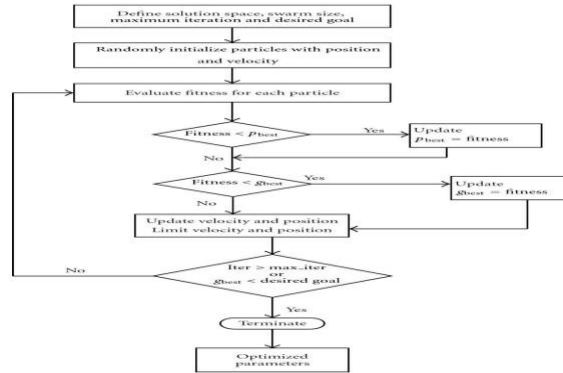 Define solution space, swarm size,
maximum iteration and desired goal
Randomly initialize particles with position
and velocity
Evaluate fitness for each particle
Fitness < pbest
Yes
Update
pbest = fitness
No
Fitness < gbest
Yes
Update
gbest = fitness
No
Update velocity and position
Limit velocity and position
Iter > max_iter
or
gbest < desired goal
No
Yes
Terminate
Optimized
parameters